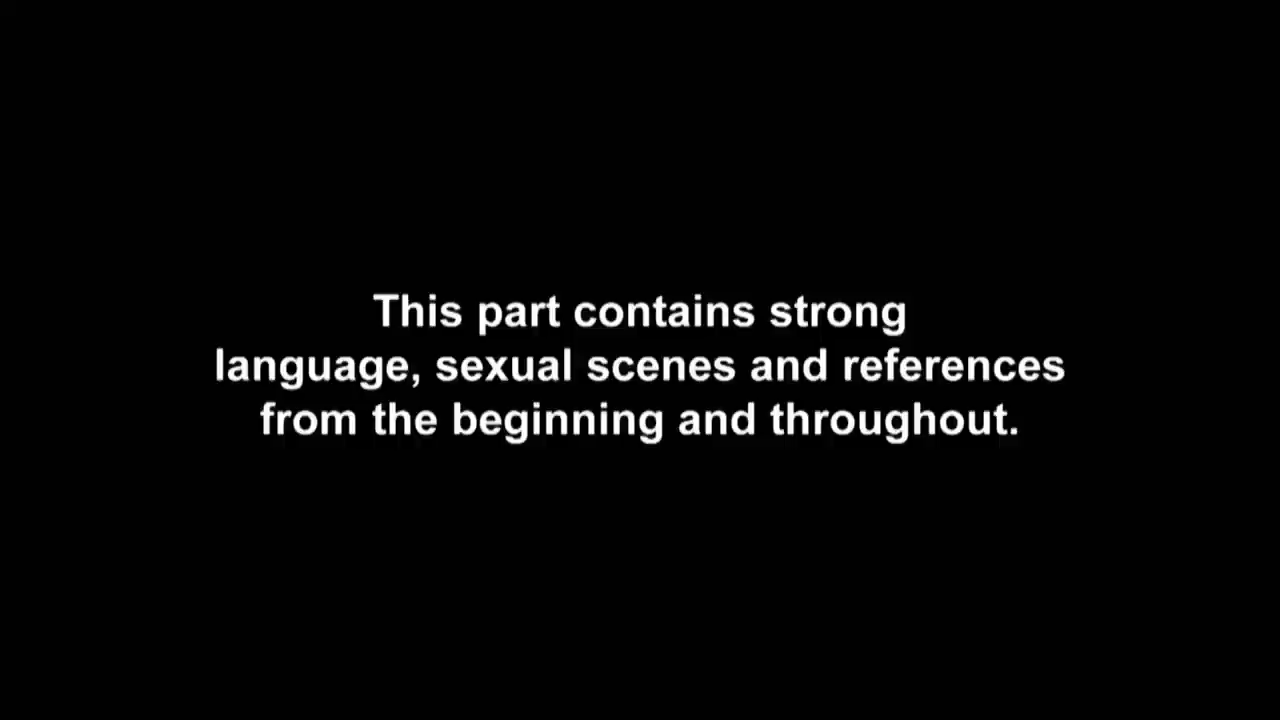 This part contains strong
language, sexual scenes and references
from the beginning and throughout.